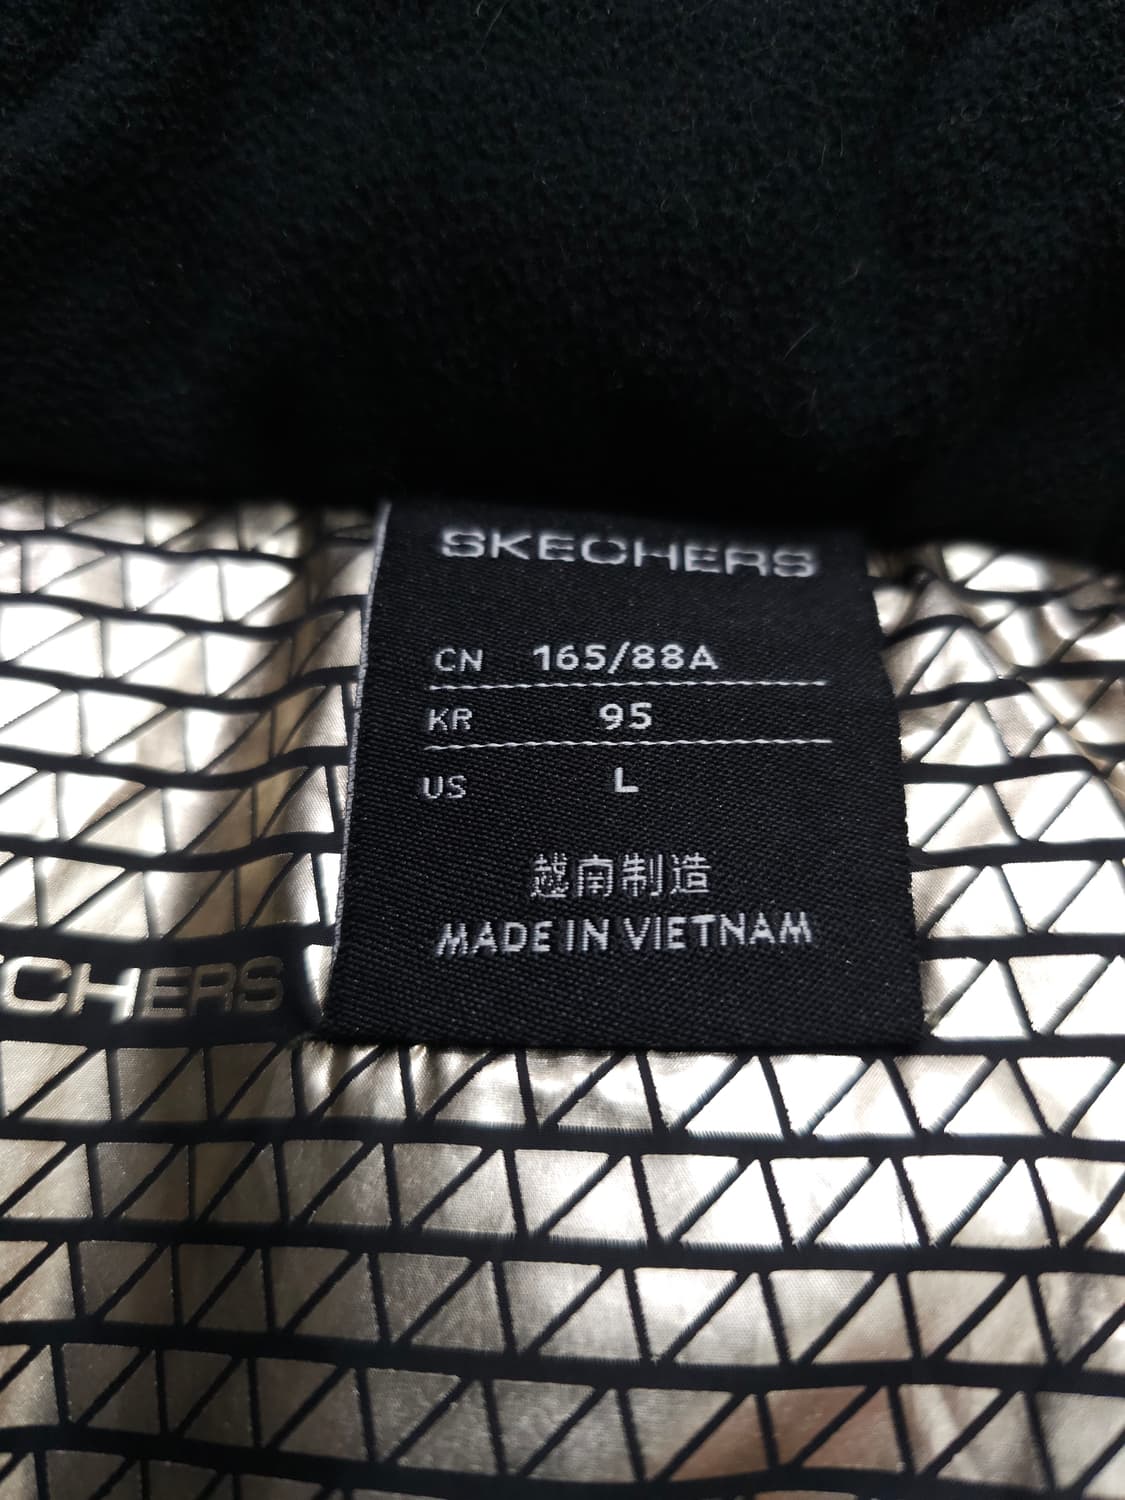 SKECHERS
CN 165/88A
KR 95
US L
越南制造
MADE IN VIETNAM
CHERS